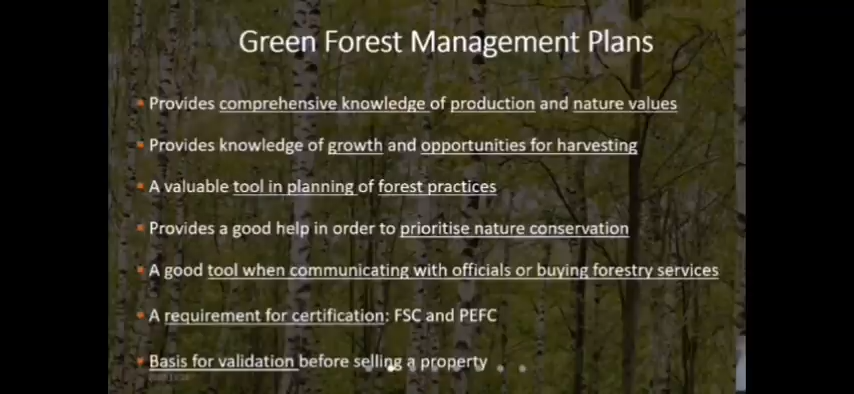 Green Forest Management Plans
▪ Provides comprehensive knowledge of production and nature values
▪ Provides knowledge of growth and opportunities for harvesting
▪ A valuable tool in planning of forest practices
▪ Provides a good help in order to prioritise nature conservation
▪ A good tool when communicating with officials or buying forestry services
▪ A requirement for certification: FSC and PEFC
▪ Basis for validation before selling a property